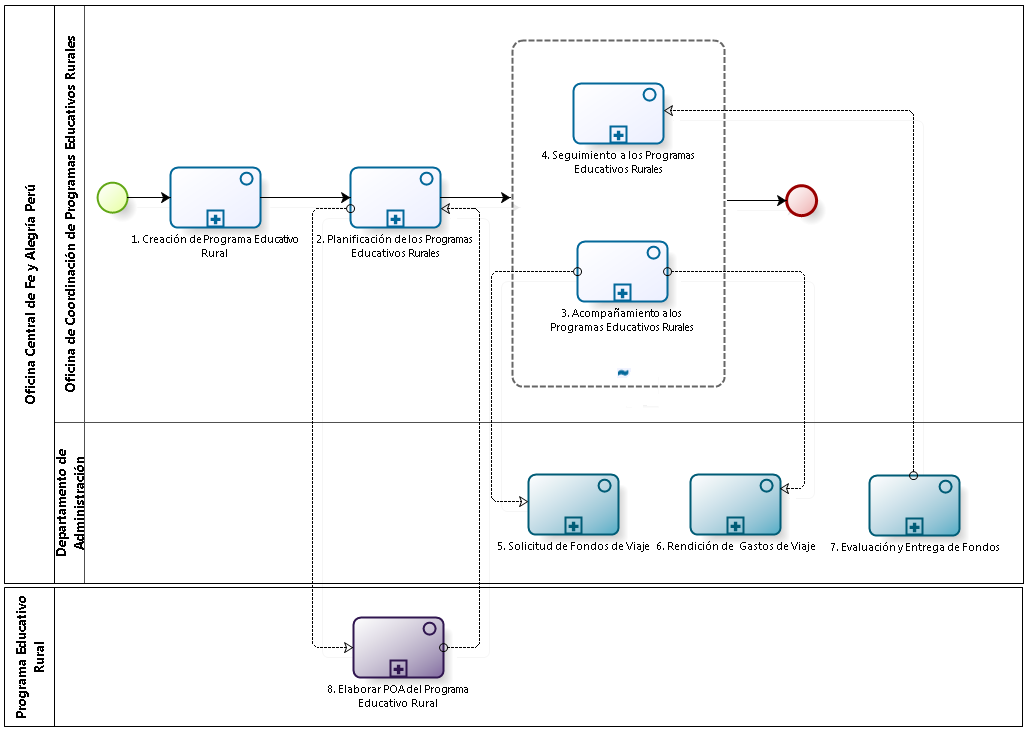 Oficina Central de Fe y Alegría Perú
Oficina de Coordinación de Programas Educativos Rurales
4. Seguimiento a los Programas
Educativos Rurales
1. Creación de Programa Educativo
Rural
2. Planificación de los Programas
Educativos Rurales
3. Acompañamiento a los
Programas Educativos Rurales
Departamento de
Administración
5. Solicitud de Fondos de Viaje
6. Rendición de Gastos de Viaje
7. Evaluación y Entrega de Fondos
Programa Educativo
Rural
8. Elaborar POA del Programa
Educativo Rural